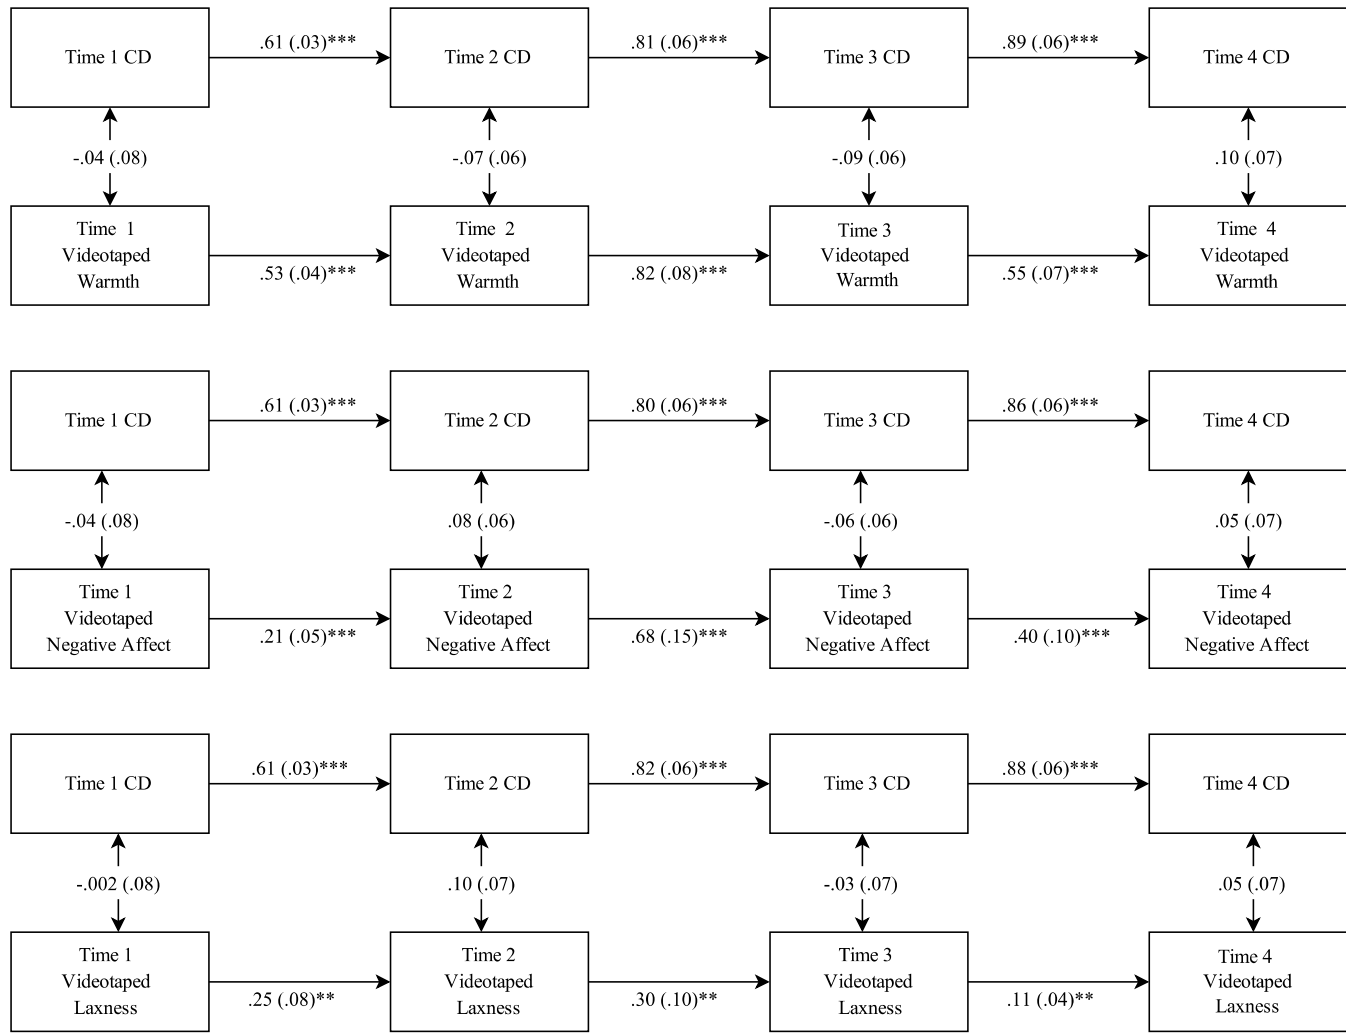 .61 (.03)***
.81 (.06)***
.89 (.06)***
Time 1 CD
Time 2 CD
Time 3 CD
Time 4 CD
-.04 (.08)
-.07 (.06)
-.09 (.06)
.10 (.07)
Time 1
Videotaped
Warmth
Time 2
Videotaped
Warmth
Time 3
Videotaped
Warmth
Time 4
Videotaped
Warmth
.53 (.04)***
.82 (.08)***
.55 (.07)***
.61 (.03)***
.80 (.06)***
.86 (.06)***
Time 1 CD
Time 2 CD
Time 3 CD
Time 4 CD
-.04 (.08)
.08 (.06)
-.06 (.06)
.05 (.07)
Time 1
Videotaped
Negative Affect
Time 2
Videotaped
Negative Affect
Time 3
Videotaped
Negative Affect
Time 4
Videotaped
Negative Affect
.21 (.05)***
.68 (.15)***
.40 (.10)***
.61 (.03)***
.82 (.06)***
.88 (.06)***
Time 1 CD
Time 2 CD
Time 3 CD
Time 4 CD
-.002 (.08)
.10 (.07)
-.03 (.07)
.05 (.07)
Time 1
Videotaped
Laxness
Time 2
Videotaped
Laxness
Time 3
Videotaped
Laxness
Time 4
Videotaped
Laxness
.25 (.08)**
.30 (.10)**
.11 (.04)**